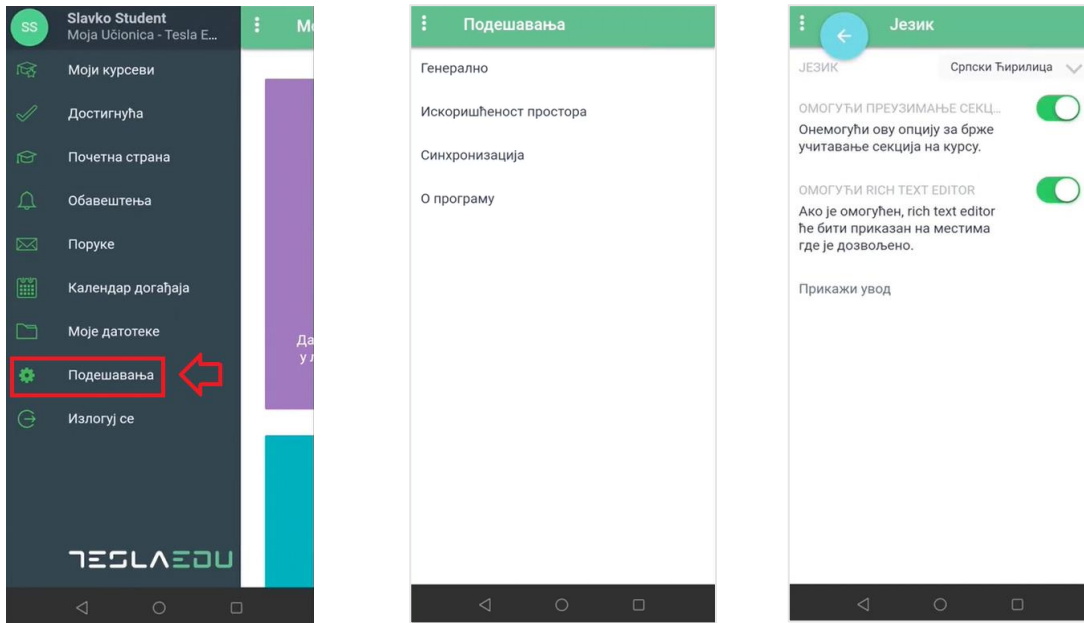 SS
Slavko Student
Moja Učionica - Tesla E...
Моји курсеви
Достигнућа
Почетна страна
Обавештења
Поруке
Календар догађаја
Моје датотеке
Подешавања
Излогуј се
TESLAEDU
Подешавања
Генерално
Искоришћеност простора
Синхронизација
О програму
Језик
ЈЕЗИК
Српски Ћирилица
ОМОГУЋИ ПРЕУЗИМАЊЕ СЕКЦ...
Онемогући ову опцију за брже
учитавање секција на курсу.
ОМОГУЋИ RICH TEXT EDITOR
Ако је омогућен, rich text editor
ће бити приказан на местима
где је дозвољено.
Прикажи увод